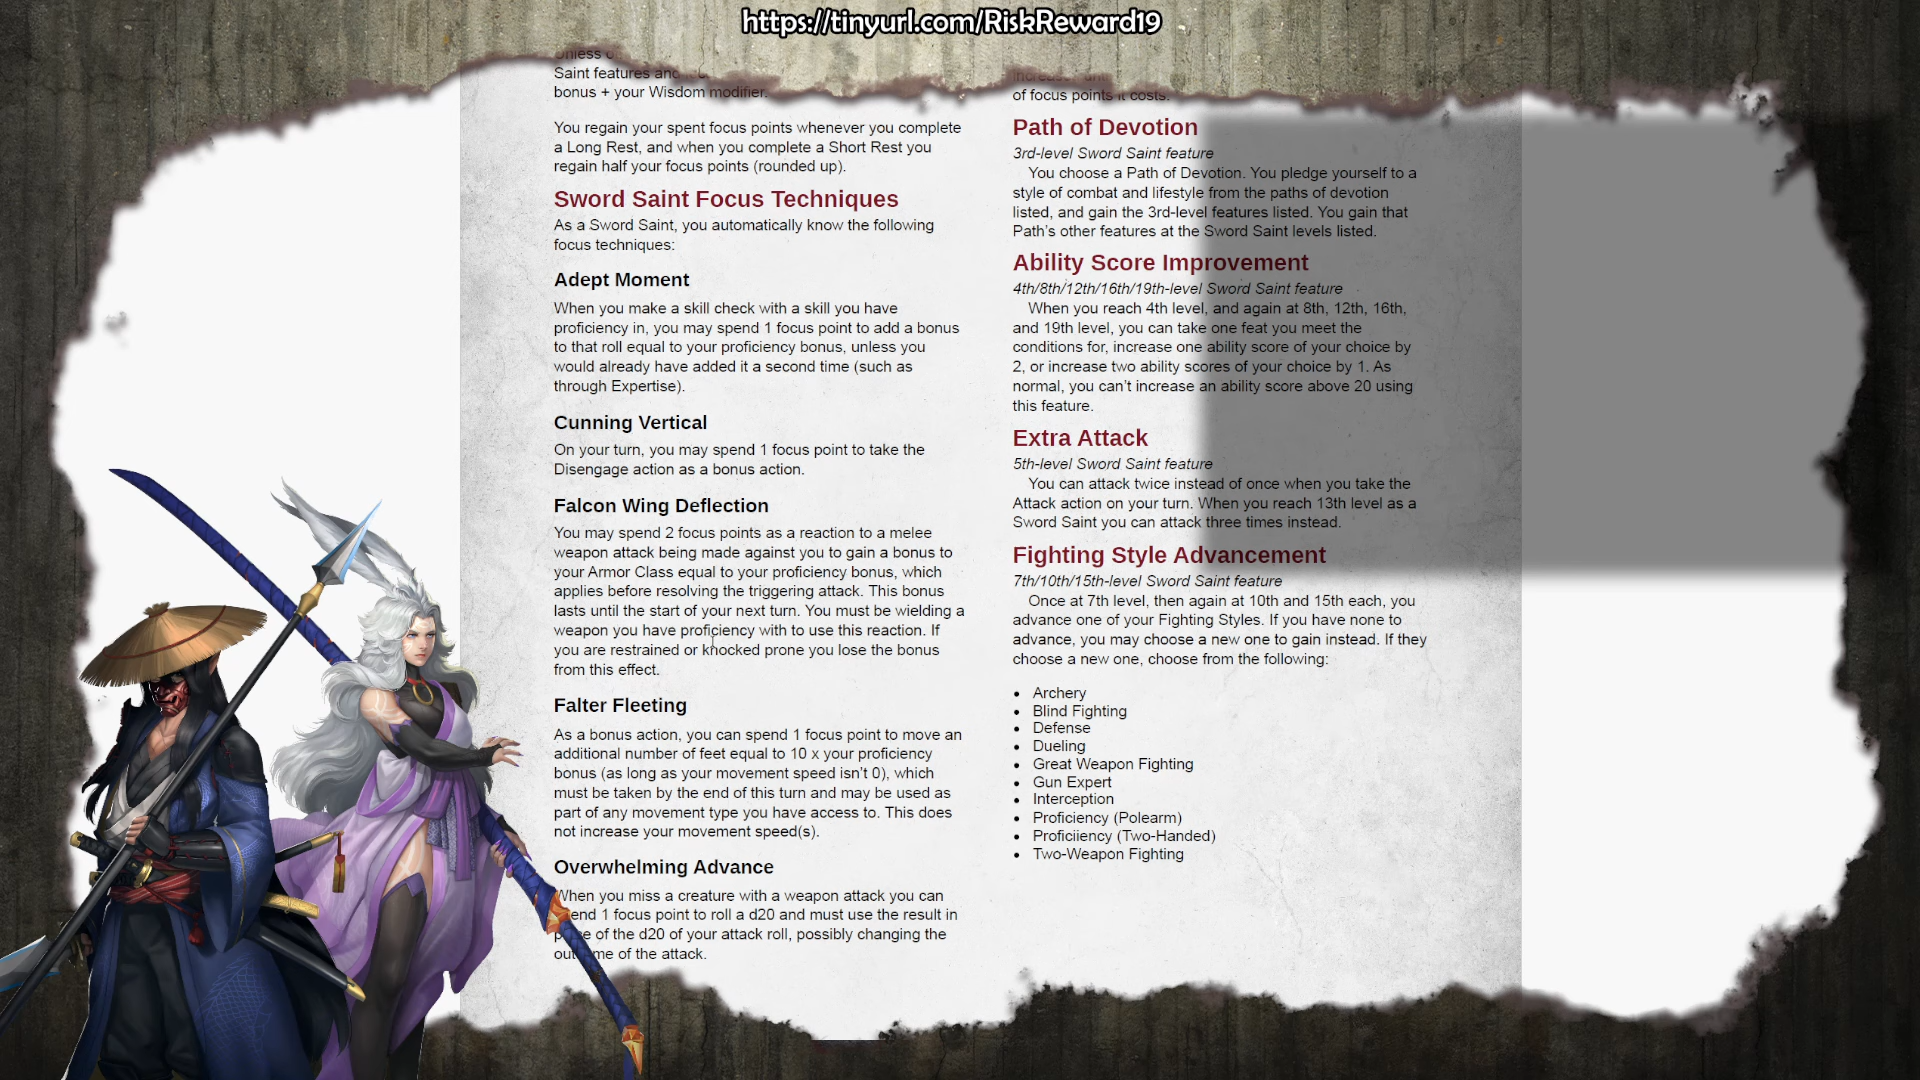 https://tinyurl.com/RiskReward19
Unless
Saint features and
bonus + your Wisdom modifier.
You regain your spent focus points whenever you complete
a Long Rest, and when you complete a Short Rest you
regain half your focus points (rounded up).
Sword Saint Focus Techniques
As a Sword Saint, you automatically know the following
focus techniques:
Adept Moment
When you make a skill check with a skill you have
proficiency in, you may spend 1 focus point to add a bonus
to that roll equal to your proficiency bonus, unless you
would already have added it a second time (such as
through Expertise).
Cunning Vertical
On your turn, you may spend 1 focus point to take the
Disengage action as a bonus action.
Falcon Wing Deflection
You may spend 2 focus points as a reaction to a melee
weapon attack being made against you to gain a bonus to
your Armor Class equal to your proficiency bonus, which
applies before resolving the triggering attack. This bonus
lasts until the start of your next turn. You must be wielding a
weapon you have proficiency with to use this reaction. If
you are restrained or knocked prone you lose the bonus
from this effect.
Falter Fleeting
As a bonus action, you can spend 1 focus point to move an
additional number of feet equal to 10 x your proficiency
bonus (as long as your movement speed isn't 0), which
must be taken by the end of this turn and may be used as
part of any movement type you have access to. This does
not increase your movement speed(s).
Overwhelming Advance
When you miss a creature with a weapon attack you can
spend 1 focus point to roll a d20 and must use the result in
place of the d20 of your attack roll, possibly changing the
outcome of the attack.
of focus points it costs.
Path of Devotion
3rd-level Sword Saint feature
You choose a Path of Devotion. You pledge yourself to a
style of combat and lifestyle from the paths of devotion
listed, and gain the 3rd-level features listed. You gain that
Path's other features at the Sword Saint levels listed.
Ability Score Improvement
4th/8th/12th/16th/19th-level Sword Saint feature
When you reach 4th level, and again at 8th, 12th, 16th,
and 19th level, you can take one feat you meet the
conditions for, increase one ability score of your choice by
2, or increase two ability scores of your choice by 1. As
normal, you can't increase an ability score above 20 using
this feature.
Extra Attack
5th-level Sword Saint feature
You can attack twice instead of once when you take the
Attack action on your turn. When you reach 13th level as a
Sword Saint you can attack three times instead.
Fighting Style Advancement
7th/10th/15th-level Sword Saint feature
Once at 7th level, then again at 10th and 15th each, you
advance one of your Fighting Styles. If you have none to
advance, you may choose a new one to gain instead. If they
choose a new one, choose from the following:
• Archery
• Blind Fighting
• Defense
• Dueling
• Great Weapon Fighting
• Gun Expert
• Interception
• Proficiency (Polearm)
• Proficiiency (Two-Handed)
• Two-Weapon Fighting